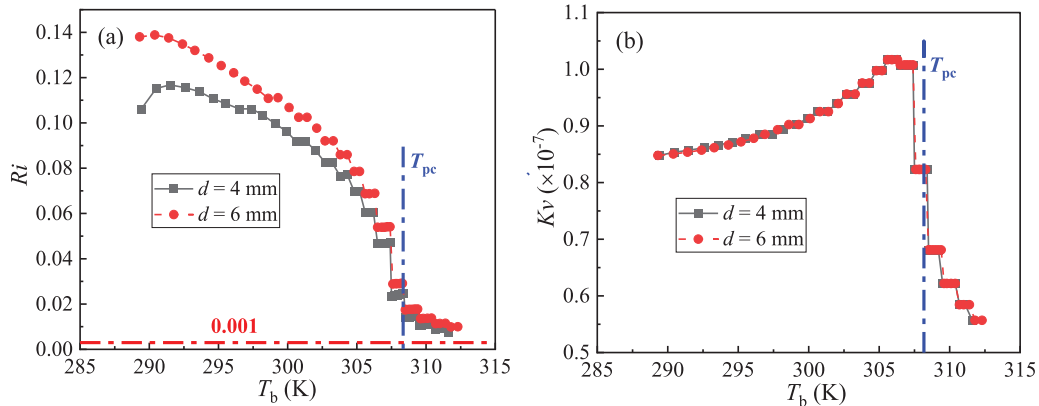 (a)
0.14
0.12
0.10
0.08
0.06
0.04
0.02
0.00
Ri
285 290 295 300 305 310 315
T_b (K)
T_pc
d = 4 mm
d = 6 mm
0.001
(b)
1.1
1.0
0.9
0.8
0.7
0.6
0.5
Kv (×10⁻⁷)
285 290 295 300 305 310 315
T_b (K)
T_pc
d = 4 mm
d = 6 mm